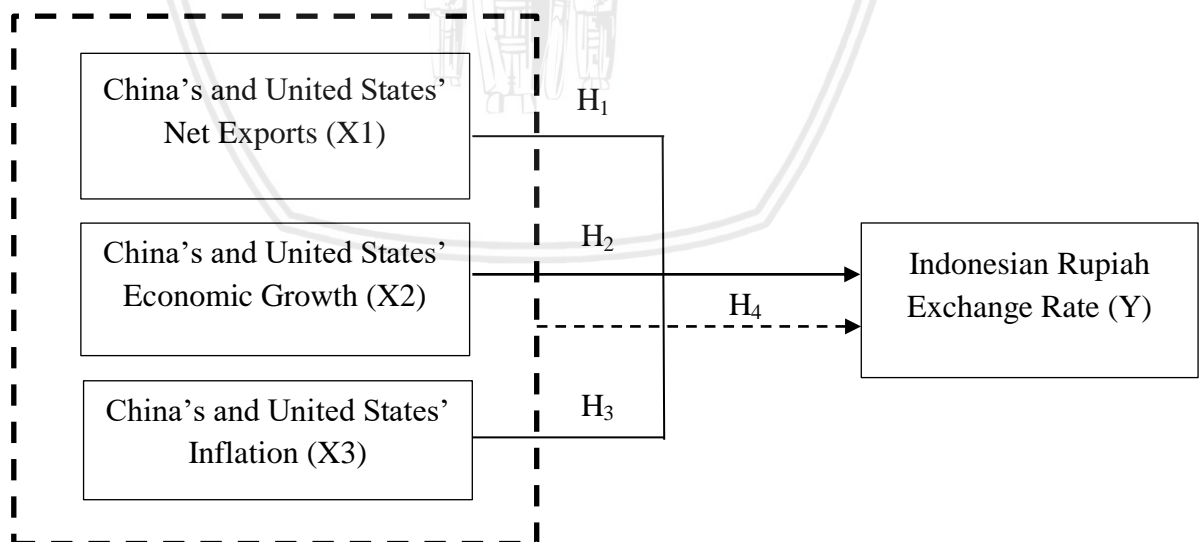 China's and United States'
Net Exports (X1)
H₁
China's and United States'
Economic Growth (X2)
H₂
Indonesian Rupiah
Exchange Rate (Y)
H₄
China's and United States'
Inflation (X3)
H₃